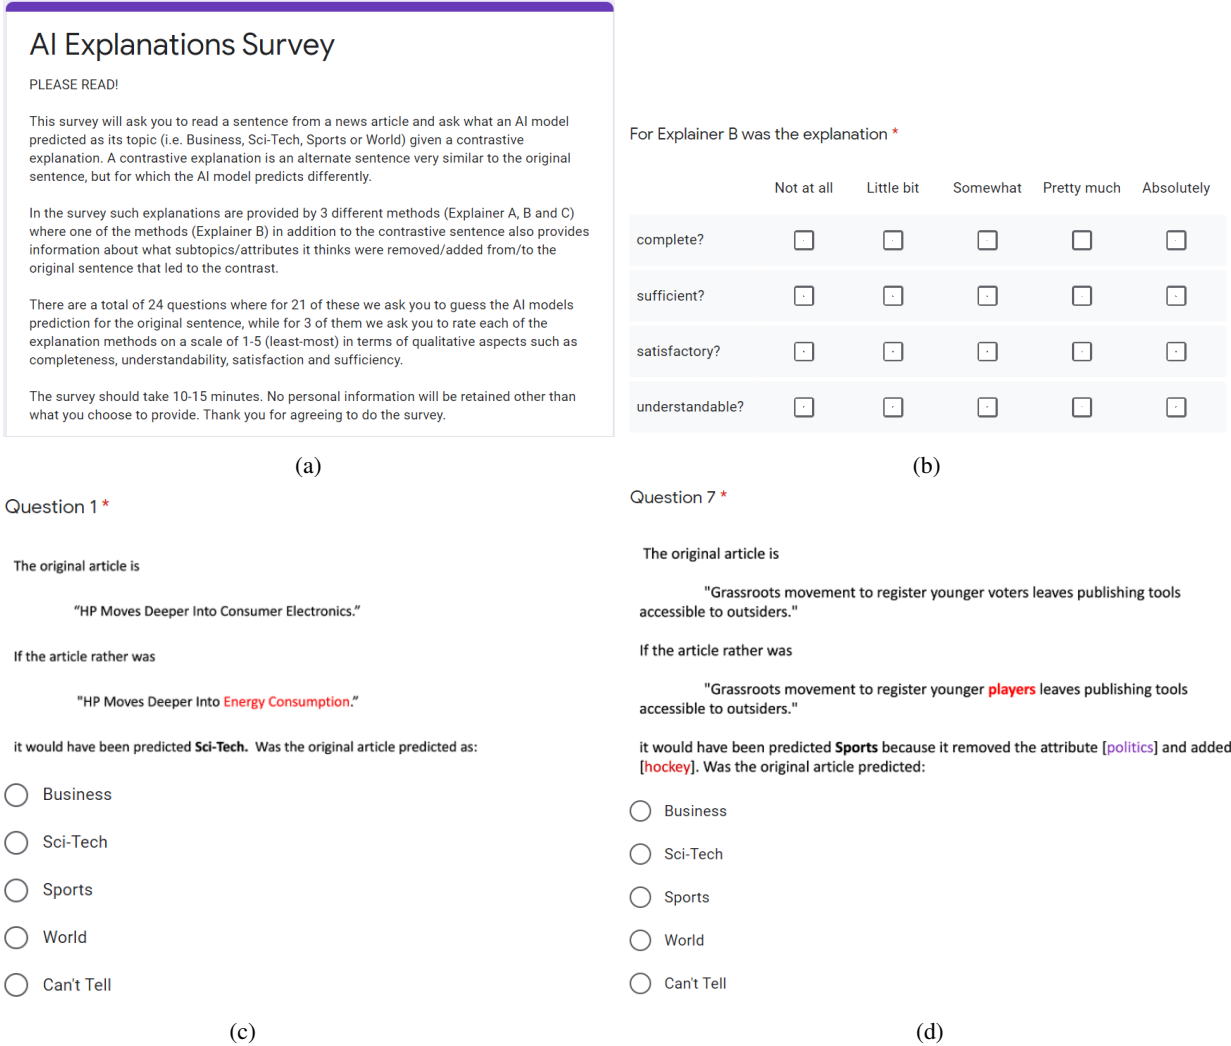 AI Explanations Survey
PLEASE READ!
This survey will ask you to read a sentence from a news article and ask what an AI model
predicted as its topic (i.e. Business, Sci-Tech, Sports or World) given a contrastive
explanation. A contrastive explanation is an alternate sentence very similar to the original
sentence, but for which the AI model predicts differently.
In the survey such explanations are provided by 3 different methods (Explainer A, B and C)
where one of the methods (Explainer B) in addition to the contrastive sentence also provides
information about what subtopics/attributes it thinks were removed/added from/to the
original sentence that led to the contrast.
There are a total of 24 questions where for 21 of these we ask you to guess the AI models
prediction for the original sentence, while for 3 of them we ask you to rate each of the
explanation methods on a scale of 1-5 (least-most) in terms of qualitative aspects such as
completeness, understandability, satisfaction and sufficiency.
The survey should take 10-15 minutes. No personal information will be retained other than
what you choose to provide. Thank you for agreeing to do the survey.
(a)
For Explainer B was the explanation *
Not at all Little bit Somewhat Pretty much Absolutely
complete?
sufficient?
satisfactory?
understandable?
(b)
Question 1 *
The original article is
“HP Moves Deeper Into Consumer Electronics.”
If the article rather was
"HP Moves Deeper Into Energy Consumption.”
it would have been predicted Sci-Tech. Was the original article predicted as:
Business
Sci-Tech
Sports
World
Can't Tell
(c)
Question 7 *
The original article is
"Grassroots movement to register younger voters leaves publishing tools
accessible to outsiders."
If the article rather was
"Grassroots movement to register younger players leaves publishing tools
accessible to outsiders."
it would have been predicted Sports because it removed the attribute [politics] and added
[hockey]. Was the original article predicted:
Business
Sci-Tech
Sports
World
Can't Tell
(d)